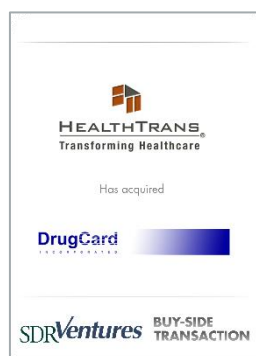 HEALTHTRANS®
Transforming Healthcare
Has acquired
DrugCard
INCORPORATED
SDRVentures BUY-SIDE
TRANSACTION